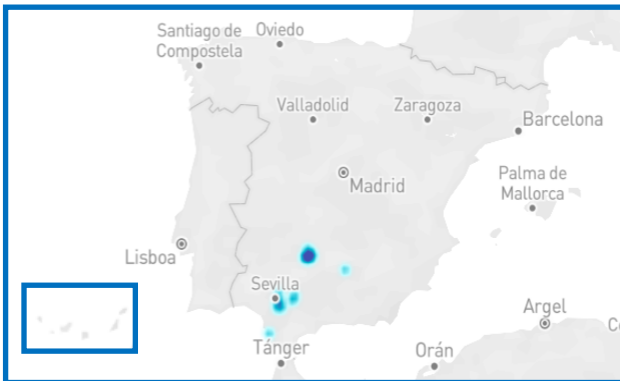 Santiago de
Compostela
Oviedo
Valladolid
Zaragoza
Barcelona
Madrid
Palma de
Mallorca
Lisboa
Sevilla
Argel
Tánger
Orán